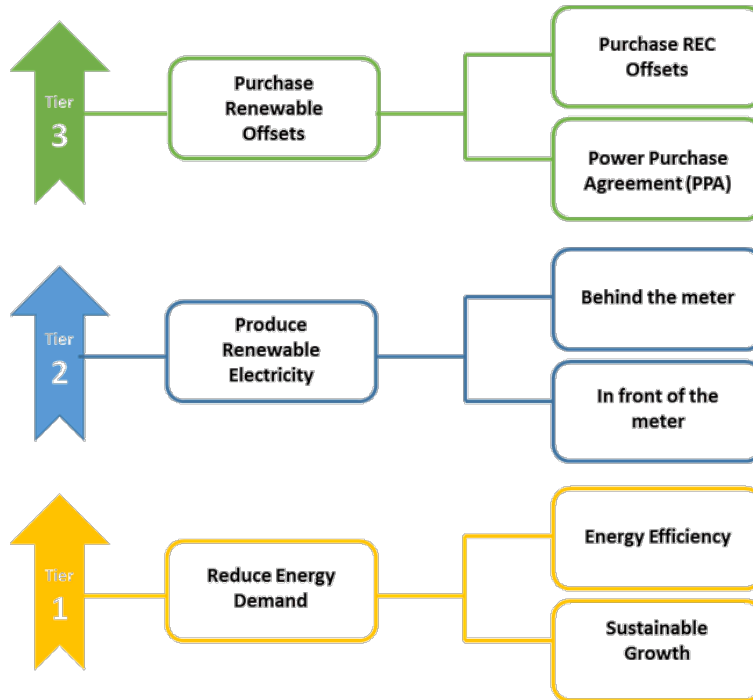 Tier
3
Purchase
Renewable
Offsets
Purchase REC
Offsets
Power Purchase
Agreement (PPA)
Tier
2
Produce
Renewable
Electricity
Behind the meter
In front of the
meter
Tier
1
Reduce Energy
Demand
Energy Efficiency
Sustainable
Growth